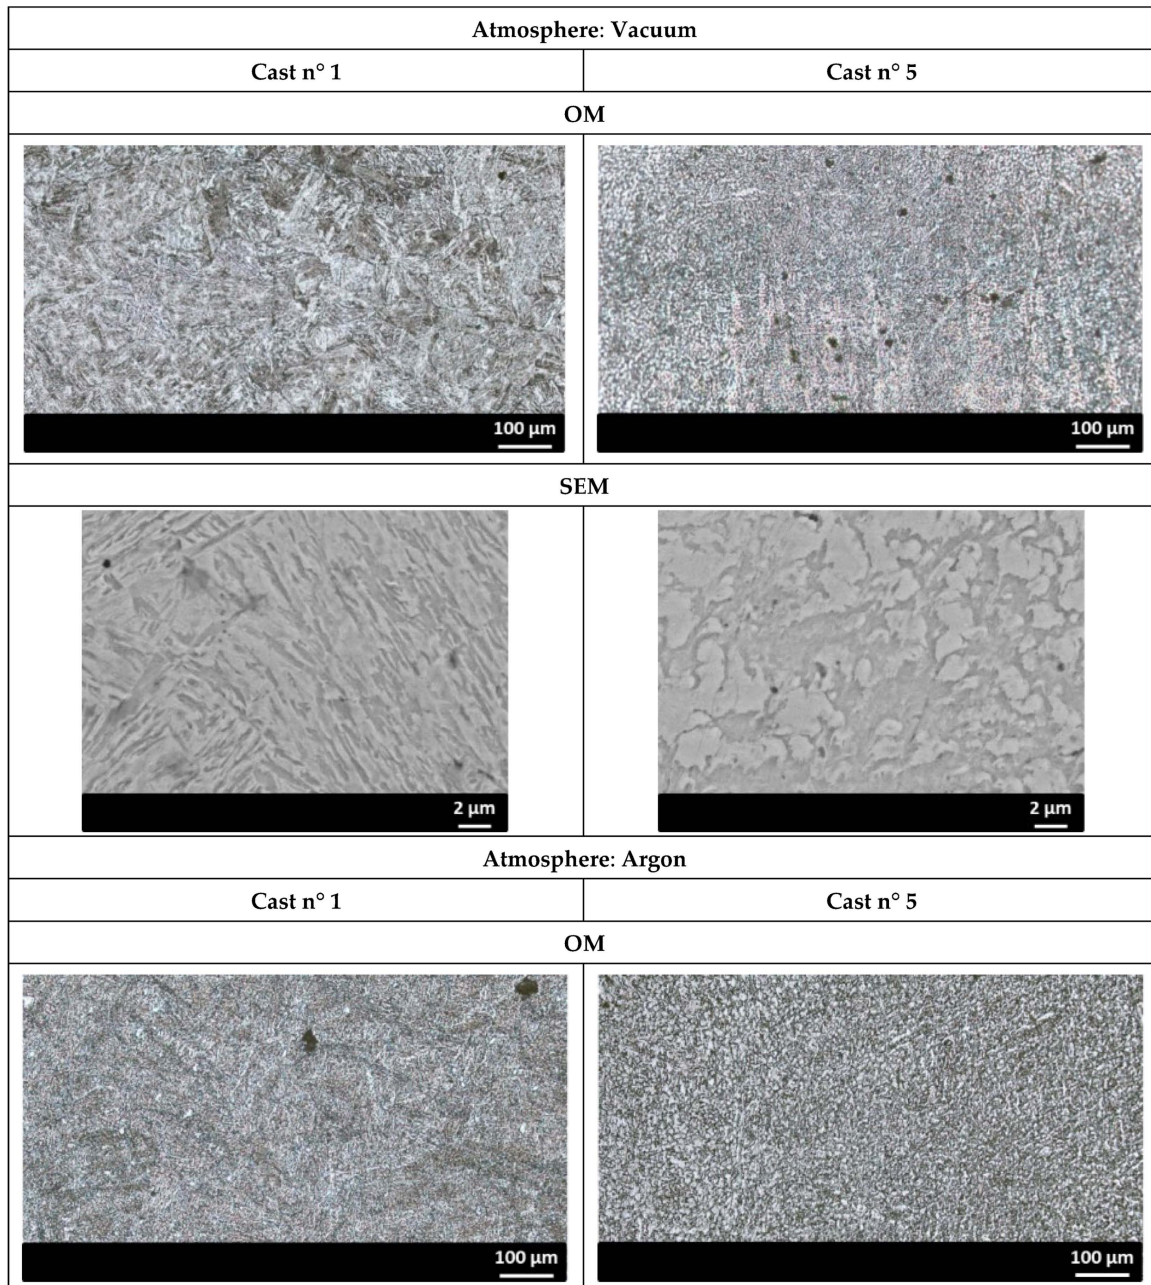 Atmosphere: Vacuum
Cast n° 1 Cast n° 5
OM
100 µm 100 µm
SEM
2 µm 2 µm
Atmosphere: Argon
Cast n° 1 Cast n° 5
OM
100 µm 100 µm